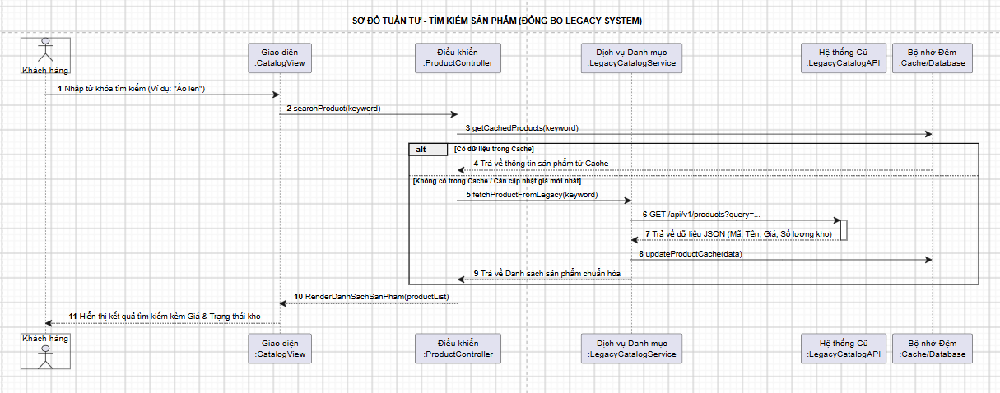 SƠ ĐỒ TUẦN TỰ - TÌM KIẾM SẢN PHẨM (ĐỒNG BỘ LEGACY SYSTEM)
Khách hàng
Giao diện
:CatalogView
Điều khiển
:ProductController
Dịch vụ Danh mục
:LegacyCatalogService
Hệ thống Cũ
:LegacyCatalogAPI
Bộ nhớ Đệm
:Cache/Database
1 Nhập từ khóa tìm kiếm (Ví dụ: "Áo len")
2 searchProduct(keyword)
3 getCachedProducts(keyword)
alt [Có dữ liệu trong Cache]
4 Trả về thông tin sản phẩm từ Cache
[Không có trong Cache / Cần cập nhật giá mới nhất]
5 fetchProductFromLegacy(keyword)
6 GET /api/v1/products?query=...
7 Trả về dữ liệu JSON (Mã, Tên, Giá, Số lượng kho)
8 updateProductCache(data)
9 Trả về Danh sách sản phẩm chuẩn hóa
10 RenderDanhSachSanPham(productList)
11 Hiển thị kết quả tìm kiếm kèm Giá & Trạng thái kho
Khách hàng
Giao diện
:CatalogView
Điều khiển
:ProductController
Dịch vụ Danh mục
:LegacyCatalogService
Hệ thống Cũ
:LegacyCatalogAPI
Bộ nhớ Đệm
:Cache/Database